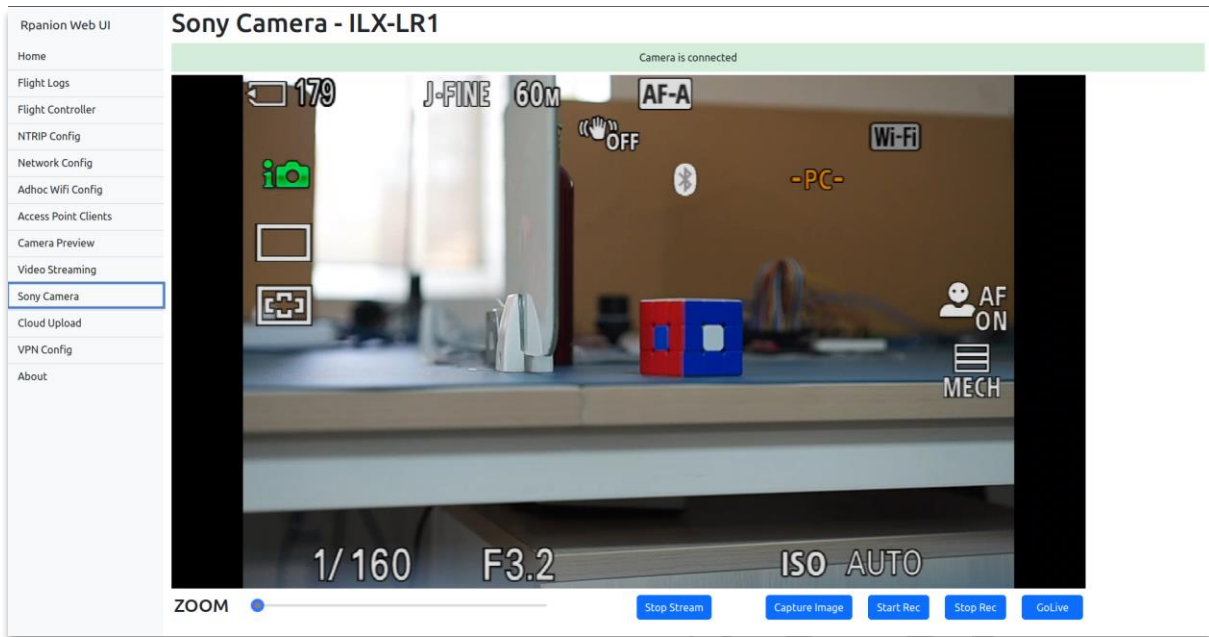 Rpanion Web UI
Home
Flight Logs
Flight Controller
NTRIP Config
Network Config
Adhoc Wifi Config
Access Point Clients
Camera Preview
Video Streaming
Sony Camera
Cloud Upload
VPN Config
About
Sony Camera - ILX-LR1
Camera is connected
179 J-FINE 60M AF-A
OFF
Wi-Fi
-PC-
AF
ON
MECH
1/160 F3.2 ISO AUTO
ZOOM Stop Stream Capture Image Start Rec Stop Rec GoLive